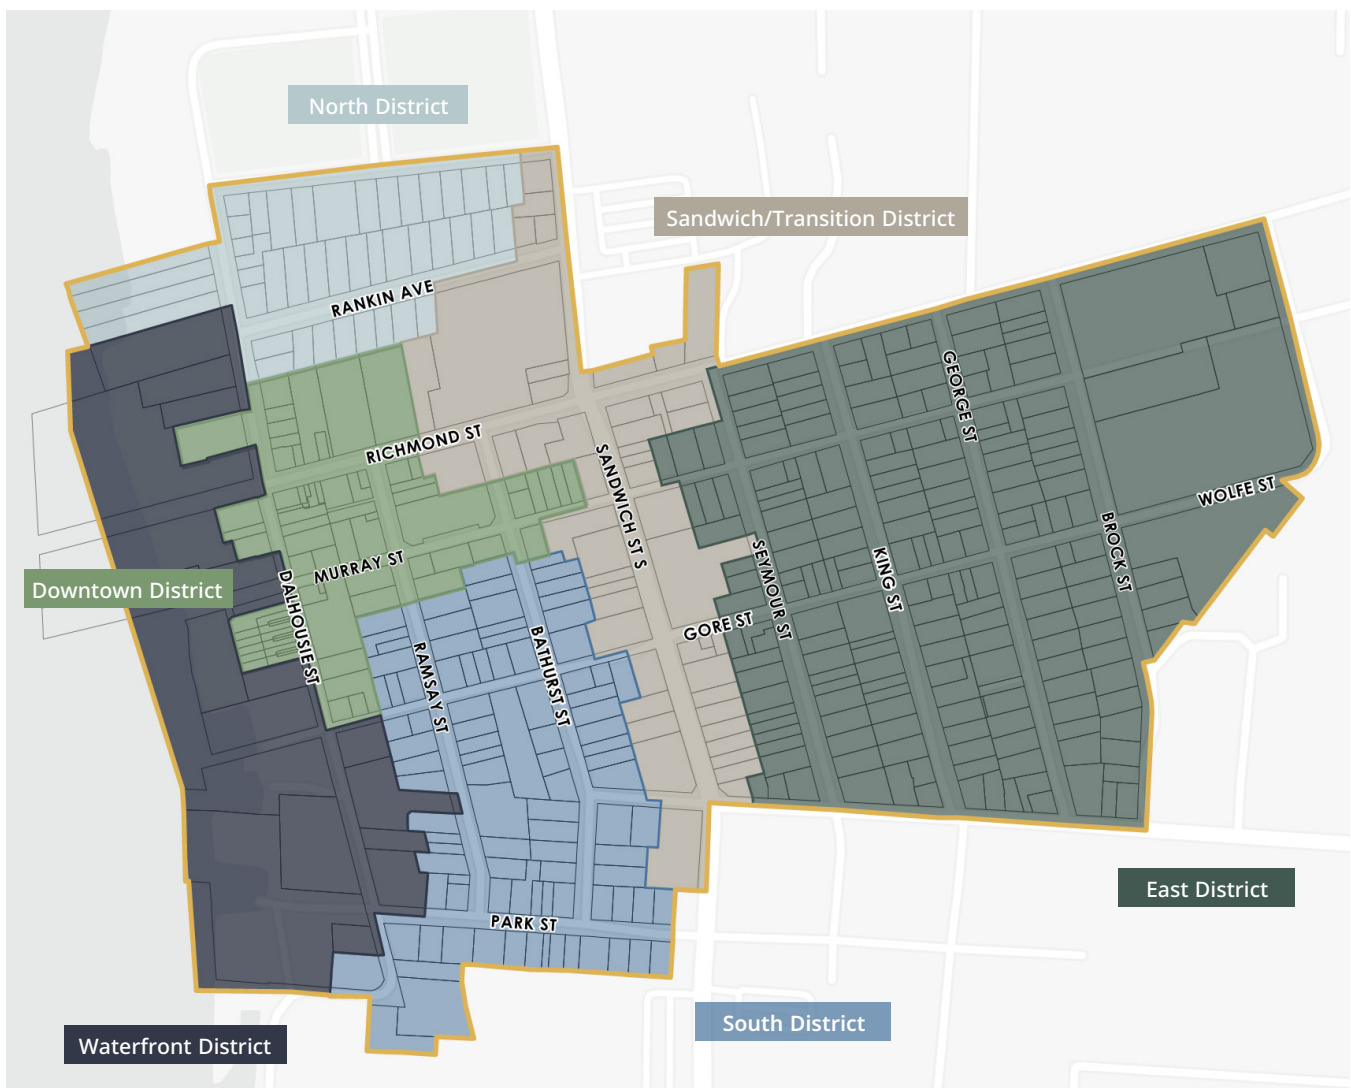 North District
Sandwich/Transition District
RANKIN AVE
GEORGE ST
RICHMOND ST
SANDWICH ST S
WOLFE ST
BROCK ST
MURRAY ST
SEYMOUR ST
KING ST
Downtown District
DALHOUSIE ST
GORE ST
BATHURST ST
RAMSAY ST
East District
PARK ST
South District
Waterfront District